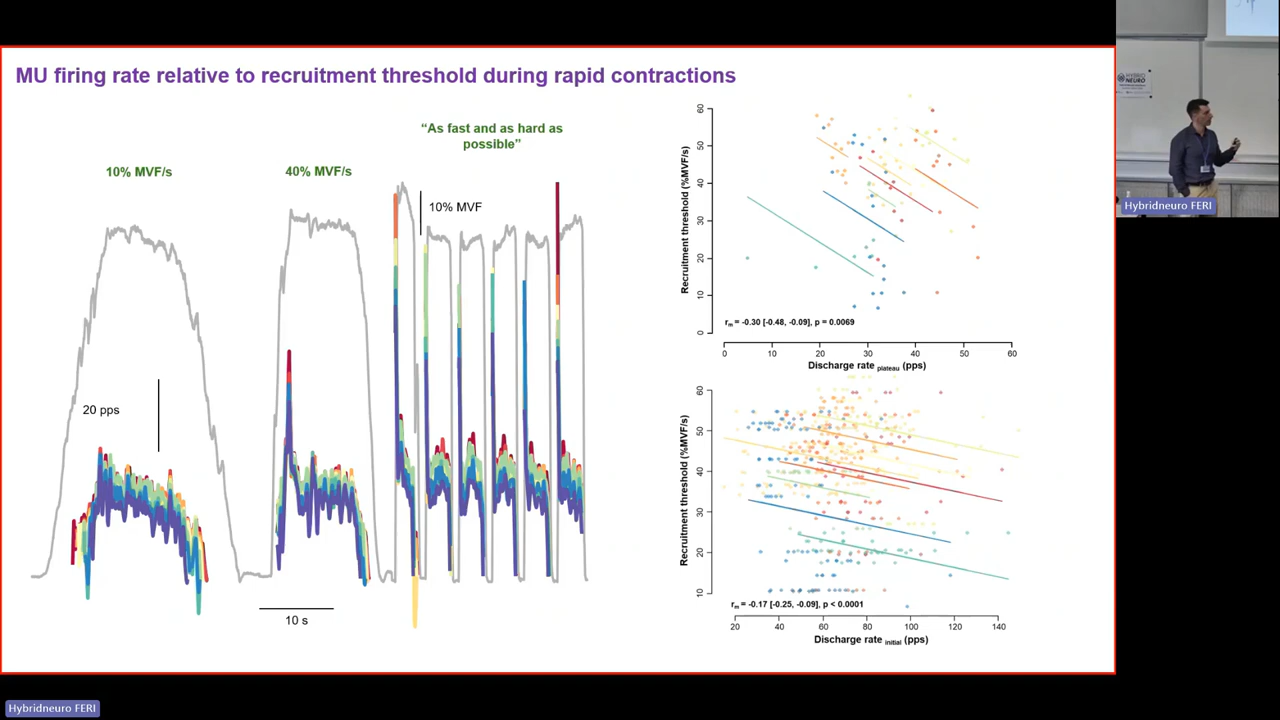 MU firing rate relative to recruitment threshold during rapid contractions
10% MVF/s
40% MVF/s
“As fast and as hard as
possible”
10% MVF
20 pps
10 s
Recruitment threshold (%MVF/s)
60
50
40
30
20
10
0
r_m = -0.30 [-0.48, -0.09], p = 0.0069
0 10 20 30 40 50 60
Discharge rate plateau (pps)
Recruitment threshold (%MVF/s)
60
50
40
30
20
10
r_m = -0.17 [-0.25, -0.09], p < 0.0001
20 40 60 80 100 120 140
Discharge rate initial (pps)
HYBRID
NEURO
Hybridneuro FERI
Hybridneuro FERI